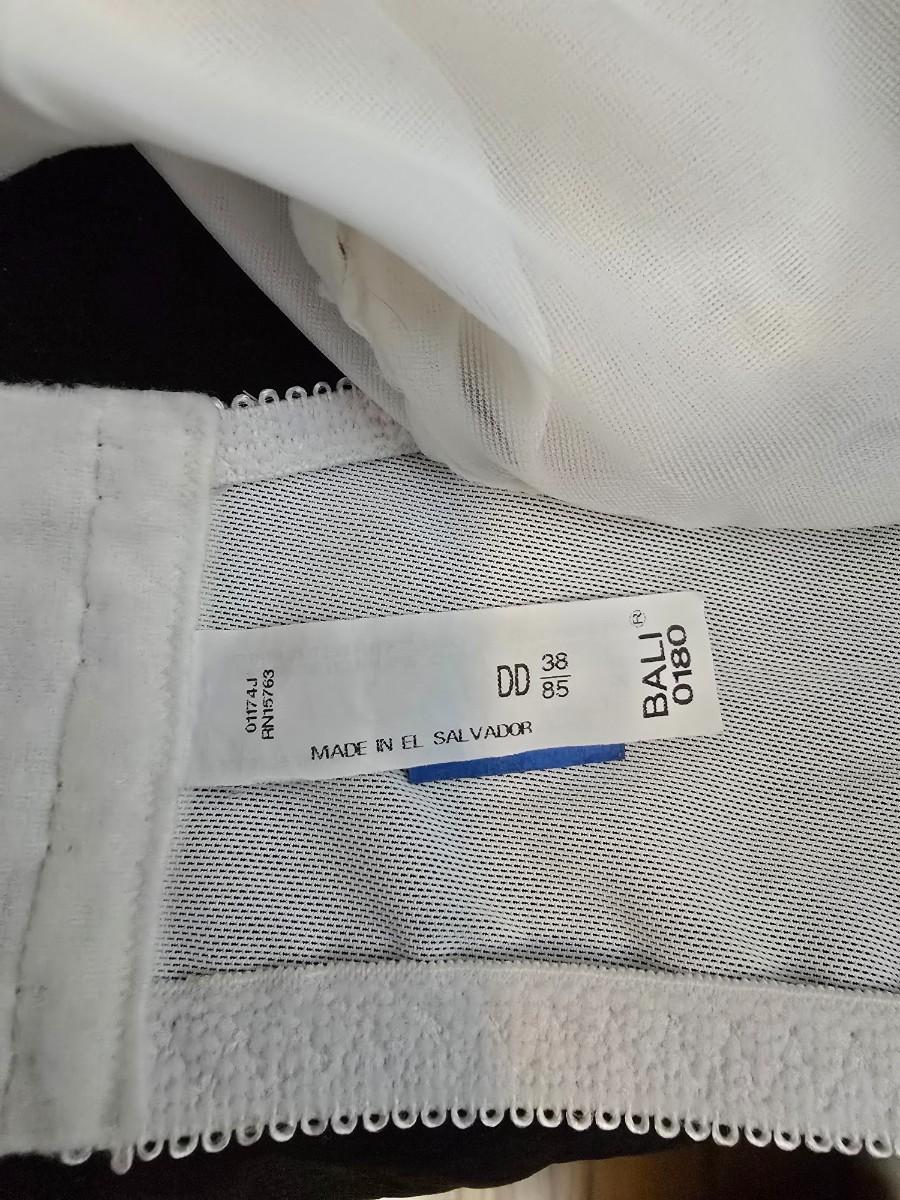 01174J
RN15763
DD 38
85
MADE IN EL SALVADOR
BALI®
0180